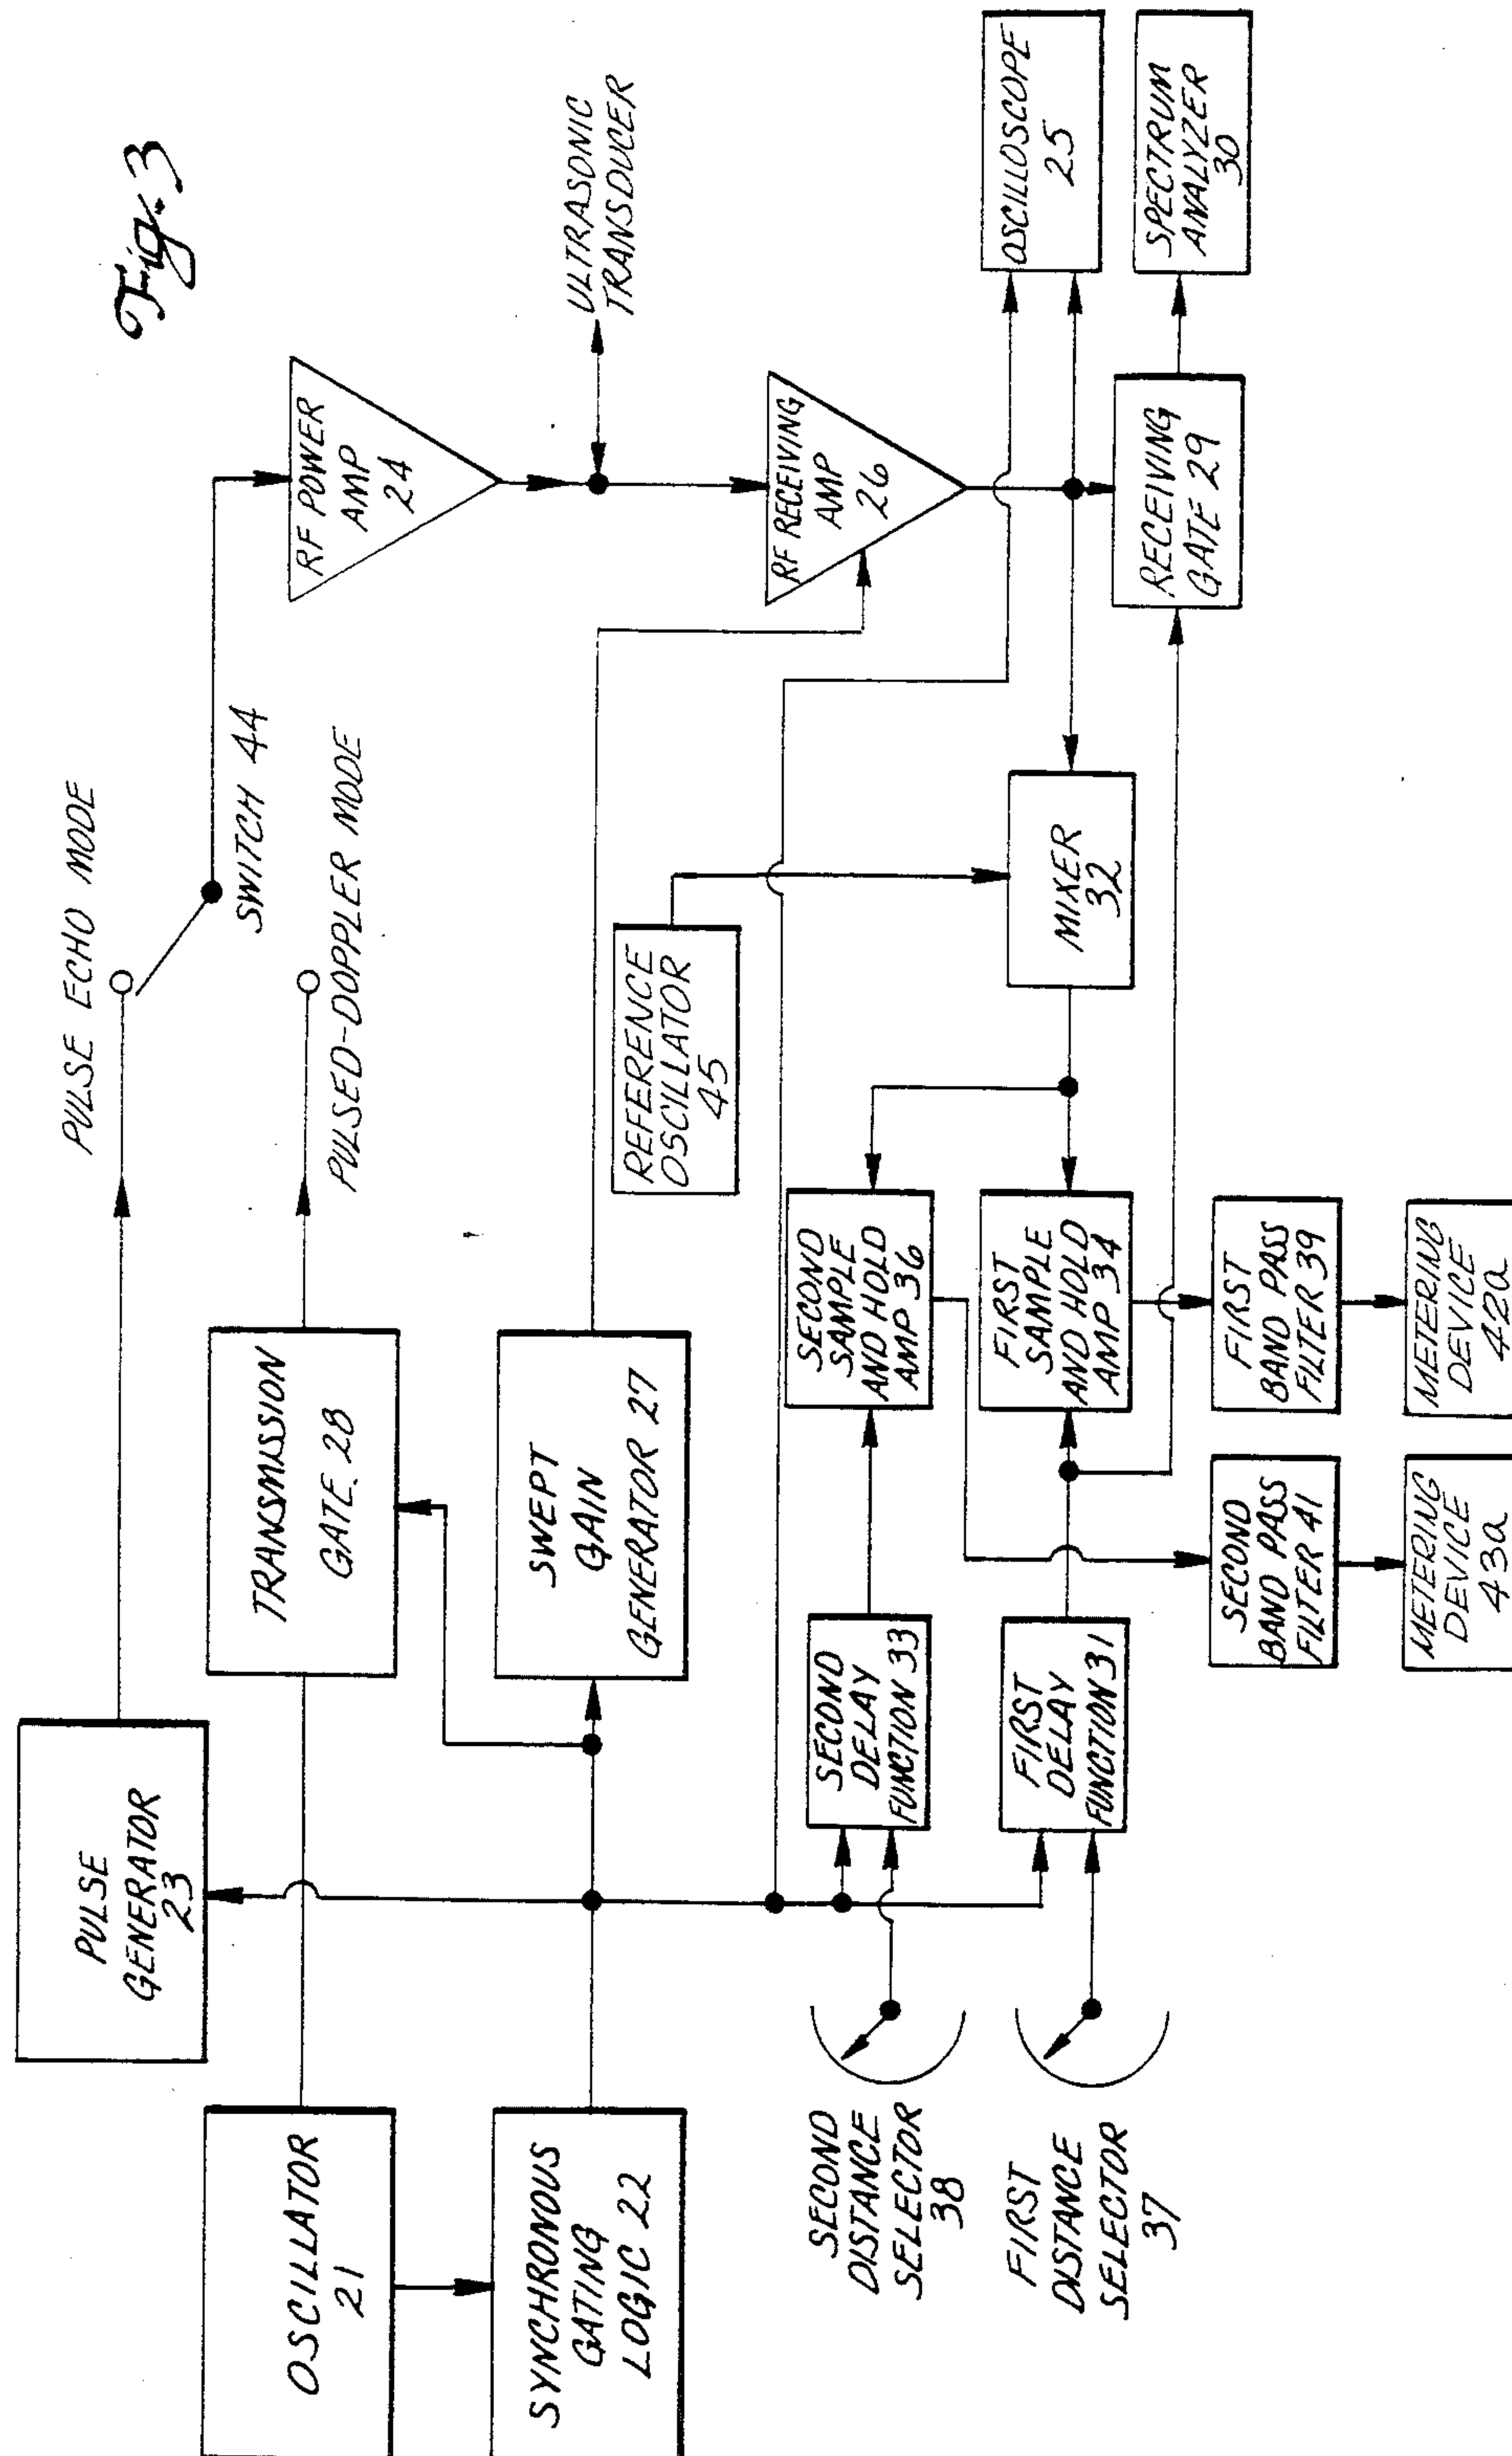 Fig. 3
PULSE ECHO MODE
SWITCH 44
PULSED-DOPPLER MODE
PULSE
GENERATOR
23
OSCILLATOR
21
TRANSMISSION
GATE. 28
RF POWER
AMP
24
ULTRASONIC
TRANSDUCER
SYNCHRONOUS
GATING
LOGIC 22
SWEPT
GAIN
GENERATOR 27
REFERENCE
OSCILLATOR
45
RF RECEIVING
AMP
26
SECOND
DISTANCE
SELECTOR
38
SECOND
DELAY
FUNCTION 33
SECOND
SAMPLE
AND HOLD
AMP 36
FIRST
DISTANCE
SELECTOR
37
FIRST
DELAY
FUNCTION 31
FIRST
SAMPLE
AND HOLD
AMP 34
MIXER
32
OSCILLOSCOPE
25
RECEIVING
GATE 29
SPECTRUM
ANALYZER
30
SECOND
BAND PASS
FILTER 41
FIRST
BAND PASS
FILTER 39
METERING
DEVICE
43a
METERING
DEVICE
42a